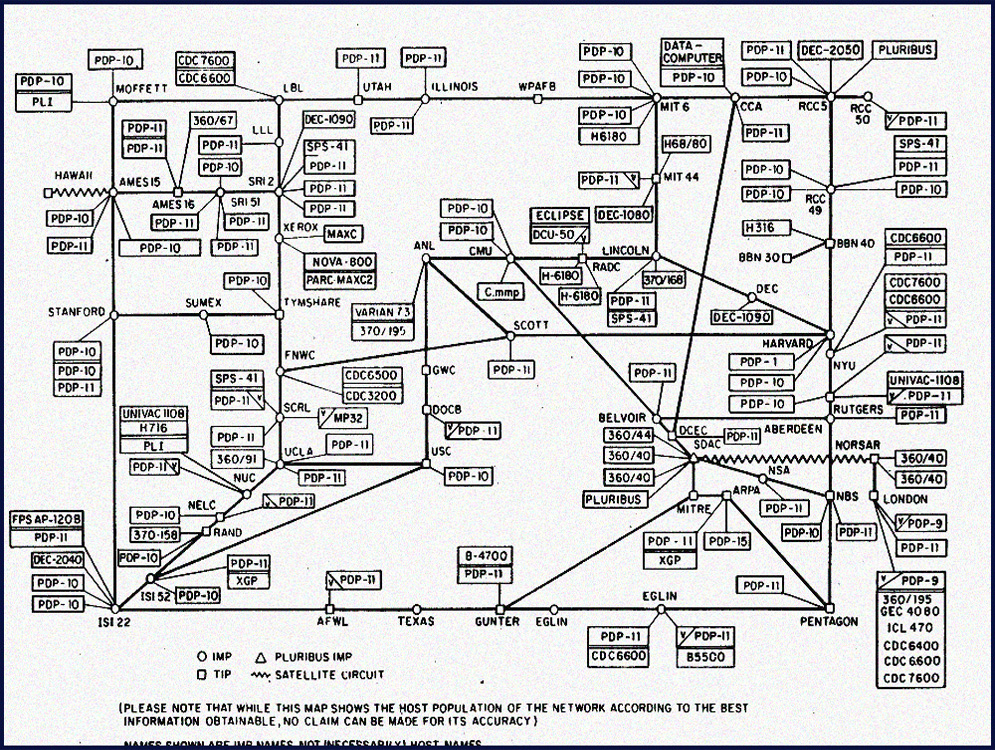 PDP-10
CDC 7600
CDC 6600
PDP-11
PDP-11
PDP-10
DATA-
COMPUTER
PDP-10
PDP-11
DEC-2050
PLURIBUS
PDP-10
PLI
MOFFETT
LBL
UTAH
ILLINOIS
WPAFB
PDP-10
MIT 6
CCA
PDP-10
RCC 5
RCC
50
PDP-11
PDP-11
PDP-11
360/67
LLL
PDP-11
DEC-1090
PDP-11
PDP-10
H6180
PDP-11
V PDP-11
SPS-41
PDP-11
H68/80
SPS-41
PDP-11
PDP-10
HAWAII
AMES 15
AMES 16
PDP-10
SRI 51
SRI 2
PDP-11
PDP-11
PDP-11 V
MIT 44
PDP-10
PDP-10
RCC
49
PDP-10
PDP-11
PDP-10
PDP-11
PDP-11
PDP-11
XEROX
MAXC
PDP-10
PDP-10
ECLIPSE
DCU-50 V
DEC-1080
H 316
BBN 40
BBN 30
CDC6600
PDP-11
NOVA-800
PARC-MAXC2
ANL
CMU
C.mmp
H-6180
H-6180
RADC
LINCOLN
370/168
PDP-11
SPS-41
DEC
DEC-1090
CDC7600
CDC6600
V PDP-11
STANFORD
SUMEX
PDP-10
TYMSHARE
VARIAN 73
370/195
SCOTT
PDP-11
HARVARD
V PDP-11
PDP-10
PDP-10
PDP-11
PDP-10
FNWC
CDC6500
CDC3200
GWC
PDP-11
PDP-1
PDP-10
PDP-10
NYU
UNIVAC-1108
V PDP-11
SPS-41
PDP-11 V
SCRL
V MP32
DOCB
V PDP-11
BELVOIR
RUTGERS
PDP-11
ABERDEEN
UNIVAC 1108
H716
PLI
PDP-11 V
PDP-11
360/91
UCLA
PDP-11
PDP-11
USC
PDP-10
DCEC
PDP-11
360/44
360/40
360/40
PLURIBUS
SDAC
NORSAR
360/40
360/40
NUC
NELC
PDP-10
V PDP-11
NSA
PDP-11
MITRE
ARPA
NBS
PDP-10
PDP-11
LONDON
V PDP-9
PDP-11
FPS AP-120B
PDP-11
DEC-2040
PDP-10
PDP-10
370-158
RAND
PDP-10
PDP-11
XGP
PDP-10
ISI 52
ISI 22
PDP-11
XGP
PDP-15
B-4700
PDP-11
V PDP-11
AFWL
TEXAS
GUNTER
EGLIN
EGLIN
PDP-11
CDC6600
V PDP-11
B5500
PDP-11
PENTAGON
V PDP-9
360/195
GEC 4080
ICL 470
CDC6400
CDC6600
CDC 7600
IMP
PLURIBUS IMP
TIP
SATELLITE CIRCUIT
(PLEASE NOTE THAT WHILE THIS MAP SHOWS THE HOST POPULATION OF THE NETWORK ACCORDING TO THE BEST
INFORMATION OBTAINABLE, NO CLAIM CAN BE MADE FOR ITS ACCURACY)
NAMES SHOWN ARE IMP NAMES, NOT (NECESSARILY) HOST NAMES